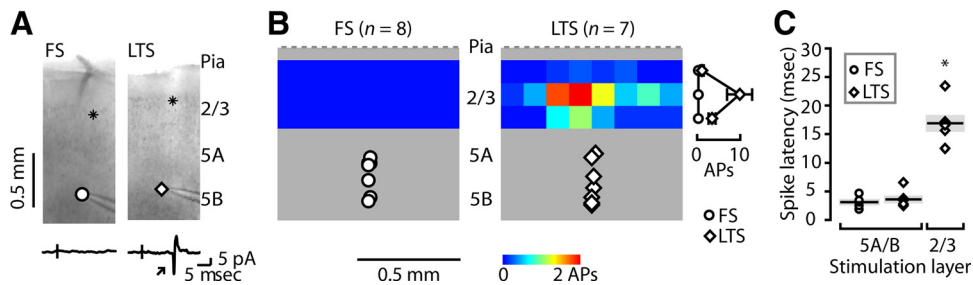 A
FS
LTS
Pia
2/3
5A
5B
0.5 mm
5 pA
5 msec
B
FS (n = 8)
Pia
LTS (n = 7)
2/3
5A
5B
0.5 mm
0
2 APs
0
10
APs
FS
LTS
C
Spike latency (msec)
30
25
20
15
10
5
0
FS
LTS
*
5A/B
2/3
Stimulation layer